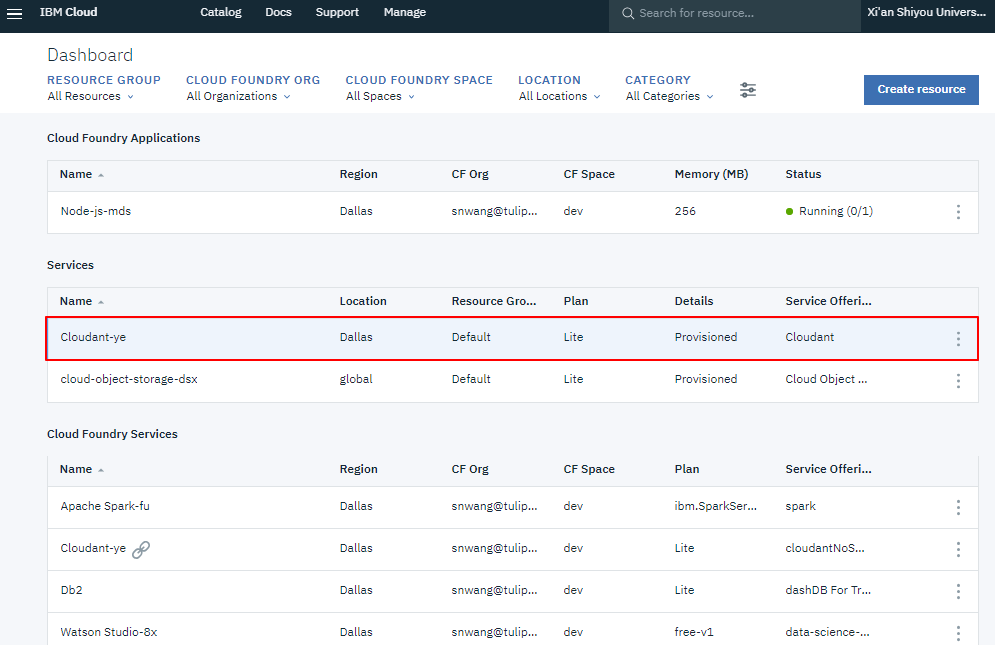 IBM Cloud Catalog Docs Support Manage Search for resource... Xi'an Shiyou Univers...
Dashboard
RESOURCE GROUP CLOUD FOUNDRY ORG CLOUD FOUNDRY SPACE LOCATION CATEGORY
All Resources All Organizations All Spaces All Locations All Categories
Create resource
Cloud Foundry Applications
Name Region CF Org CF Space Memory (MB) Status
Node-js-mds Dallas snwang@tulip... dev 256 Running (0/1)
Services
Name Location Resource Gro... Plan Details Service Offeri...
Cloudant-ye Dallas Default Lite Provisioned Cloudant
cloud-object-storage-dsx global Default Lite Provisioned Cloud Object ...
Cloud Foundry Services
Name Region CF Org CF Space Plan Service Offeri...
Apache Spark-fu Dallas snwang@tulip... dev ibm.SparkSer... spark
Cloudant-ye Dallas snwang@tulip... dev Lite cloudantNoS...
Db2 Dallas snwang@tulip... dev Lite dashDB For Tr...
Watson Studio-8x Dallas snwang@tulip... dev free-v1 data-science-...